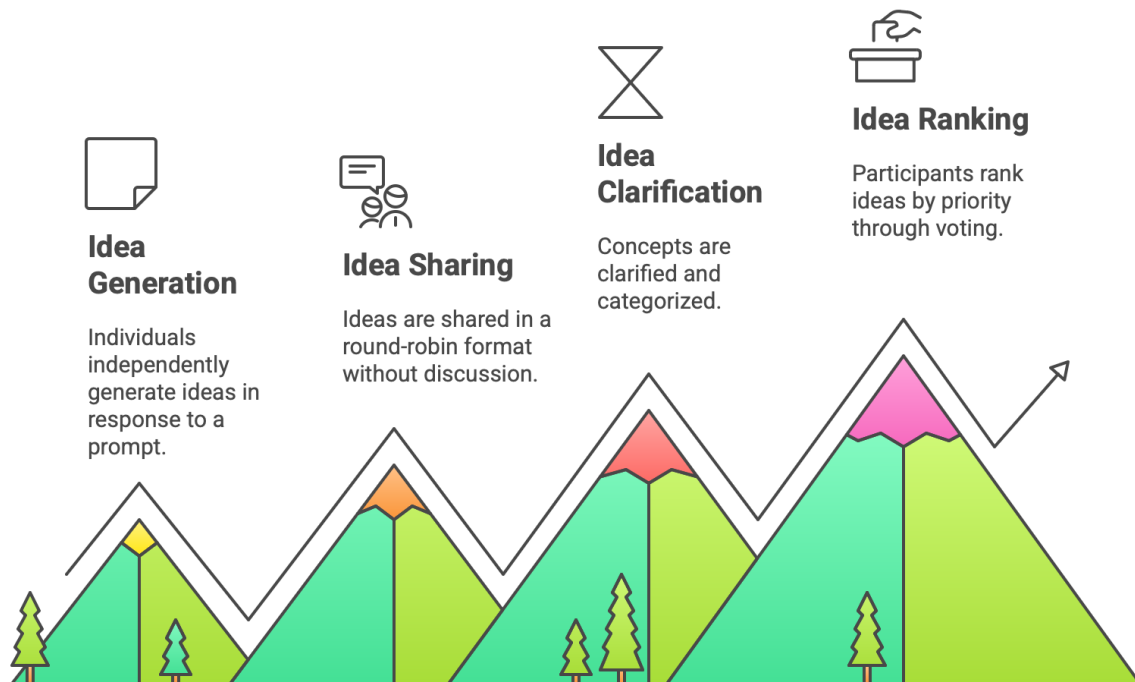 Idea
Generation
Individuals
independently
generate ideas in
response to a
prompt.
Idea Sharing
Ideas are shared in a
round-robin format
without discussion.
Idea
Clarification
Concepts are
clarified and
categorized.
Idea Ranking
Participants rank
ideas by priority
through voting.